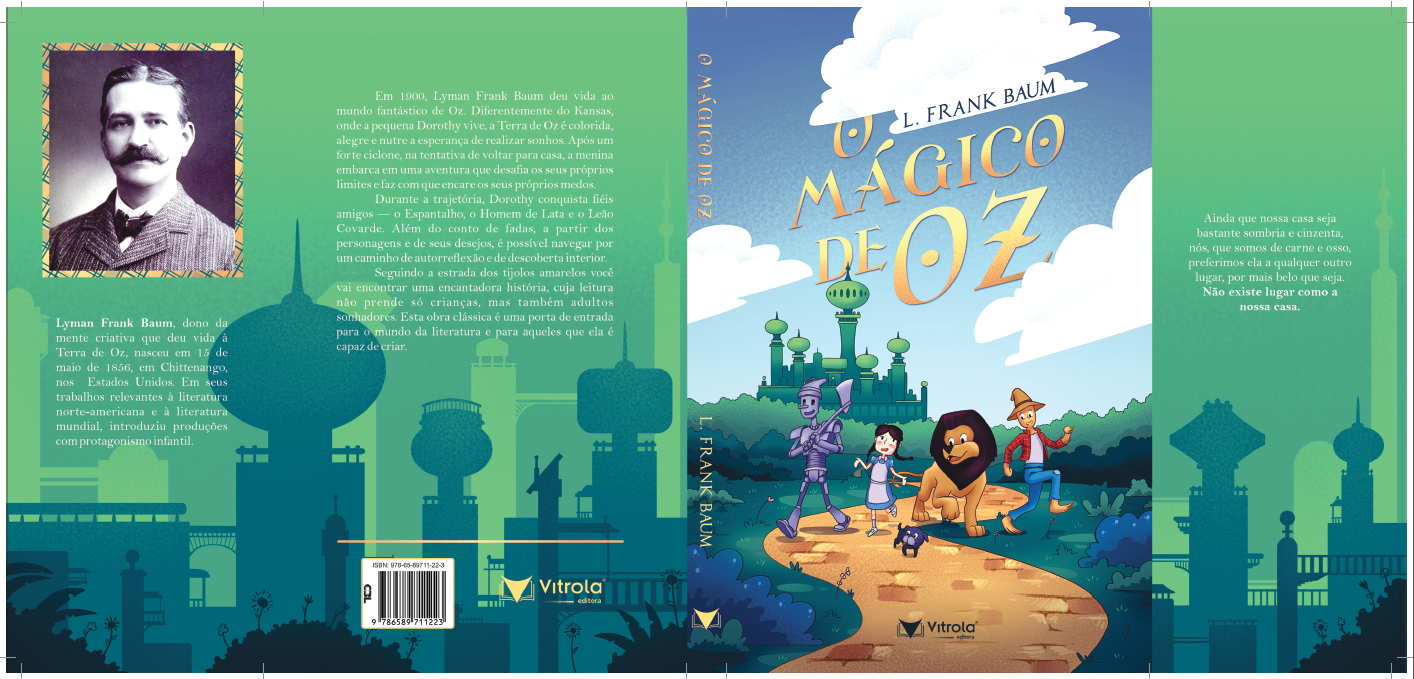 Lyman Frank Baum, dono da
mente criativa que deu vida à
Terra de Oz, nasceu em 15 de
maio de 1856, em Chittenango,
nos Estados Unidos. Em seus
trabalhos relevantes à literatura
norte-americana e à literatura
mundial, introduziu produções
com protagonismo infantil.
Em 1900, Lyman Frank Baum deu vida ao
mundo fantástico de Oz. Diferentemente do Kansas,
onde a pequena Dorothy vive, a Terra de Oz é colorida,
alegre e nutre a esperança de realizar sonhos. Após um
forte ciclone, na tentativa de voltar para casa, a menina
embarca em uma aventura que desafia os seus próprios
limites e faz com que encare os seus próprios medos.
Durante a trajetória, Dorothy conquista fiéis
amigos — o Espantalho, o Homem de Lata e o Leão
Covarde. Além do conto de fadas, a partir dos
personagens e de seus desejos, é possível navegar por
um caminho de autorreflexão e de descoberta interior.
Seguindo a estrada dos tijolos amarelos você
vai encontrar uma encantadora história, cuja leitura
não prende só crianças, mas também adultos
sonhadores. Esta obra clássica é uma porta de entrada
para o mundo da literatura e para aqueles que ela é
capaz de criar.
ISBN: 978-65-89711-22-3
CBL
9 786589 711223
Vitrola®
editora
O MÁGICO DE OZ
L. FRANK BAUM
L. FRANK BAUM
O
MÁGICO
DE OZ
Vitrola®
editora
Ainda que nossa casa seja
bastante sombria e cinzenta,
nós, que somos de carne e osso,
preferimos ela a qualquer outro
lugar, por mais belo que seja.
Não existe lugar como a
nossa casa.